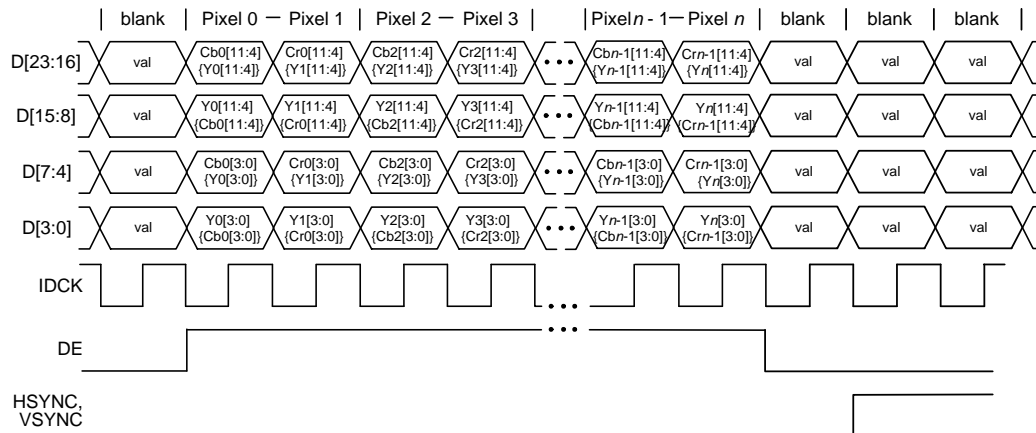 blank Pixel 0 — Pixel 1 Pixel 2 — Pixel 3 Pixel n - 1 — Pixel n blank blank blank
D[23:16] val Cb0[11:4] {Y0[11:4]} Cr0[11:4] {Y1[11:4]} Cb2[11:4] {Y2[11:4]} Cr2[11:4] {Y3[11:4]} ••• Cbn-1[11:4] {Yn-1[11:4]} Crn-1[11:4] {Yn[11:4]} val val val
D[15:8] val Y0[11:4] {Cb0[11:4]} Y1[11:4] {Cr0[11:4]} Y2[11:4] {Cb2[11:4]} Y3[11:4] {Cr2[11:4]} ••• Yn-1[11:4] {Cbn-1[11:4]} Yn[11:4] {Crn-1[11:4]} val val val
D[7:4] val Cb0[3:0] {Y0[3:0]} Cr0[3:0] {Y1[3:0]} Cb2[3:0] {Y2[3:0]} Cr2[3:0] {Y3[3:0]} ••• Cbn-1[3:0] {Yn-1[3:0]} Crn-1[3:0] {Yn[3:0]} val val val
D[3:0] val Y0[3:0] {Cb0[3:0]} Y1[3:0] {Cr0[3:0]} Y2[3:0] {Cb2[3:0]} Y3[3:0] {Cr2[3:0]} ••• Yn-1[3:0] {Cbn-1[3:0]} Yn[3:0] {Crn-1[3:0]} val val val
IDCK •••
DE •••
HSYNC,
VSYNC